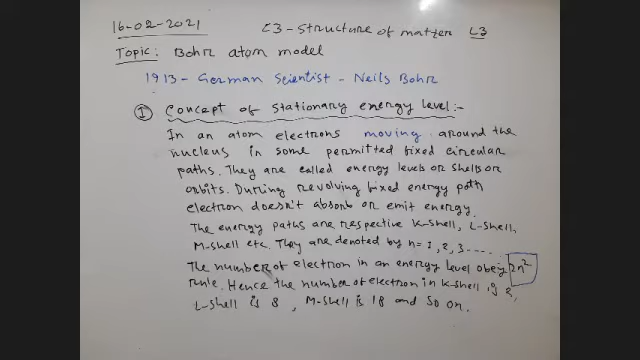 16-02-2021 C3-Structure of matter L3
Topic: Bohr atom model
1913 - German Scientist - Neils Bohr
I Concept of stationary energy level:-
In an atom electrons moving around the
nucleus in some permitted fixed circular
paths. They are called energy levels or shells or
orbits. During revolving fixed energy path
electron doesn't absorb or emit energy.
The energy paths are respective K-shell, L-shell,
M-shell etc. They are denoted by n=1,2,3.....
The number of electron in an energy level obeys 2n²
rule. Hence the number of electron in K-shell is 2,
L-shell is 8, M-shell is 18 and so on.